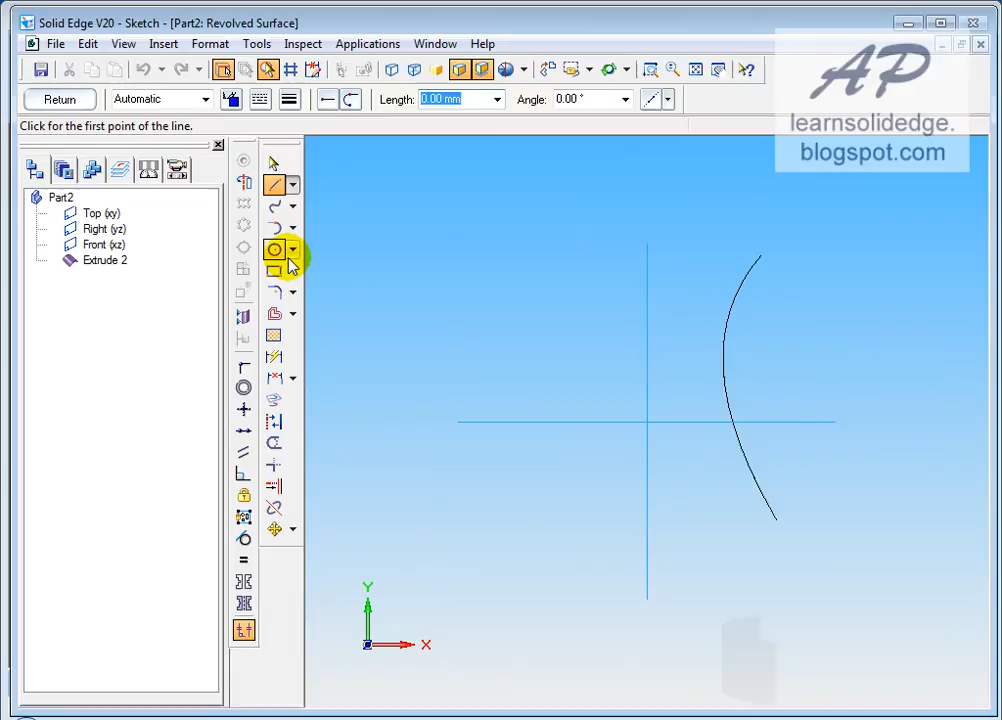 Solid Edge V20 - Sketch - [Part2: Revolved Surface]
File Edit View Insert Format Tools Inspect Applications Window Help
Return Automatic Length: 0.00 mm Angle: 0.00 °
Click for the first point of the line.
AP
learnsolidedge.
blogspot.com
Part2
Top (xy)
Right (yz)
Front (xz)
Extrude 2
Y
X